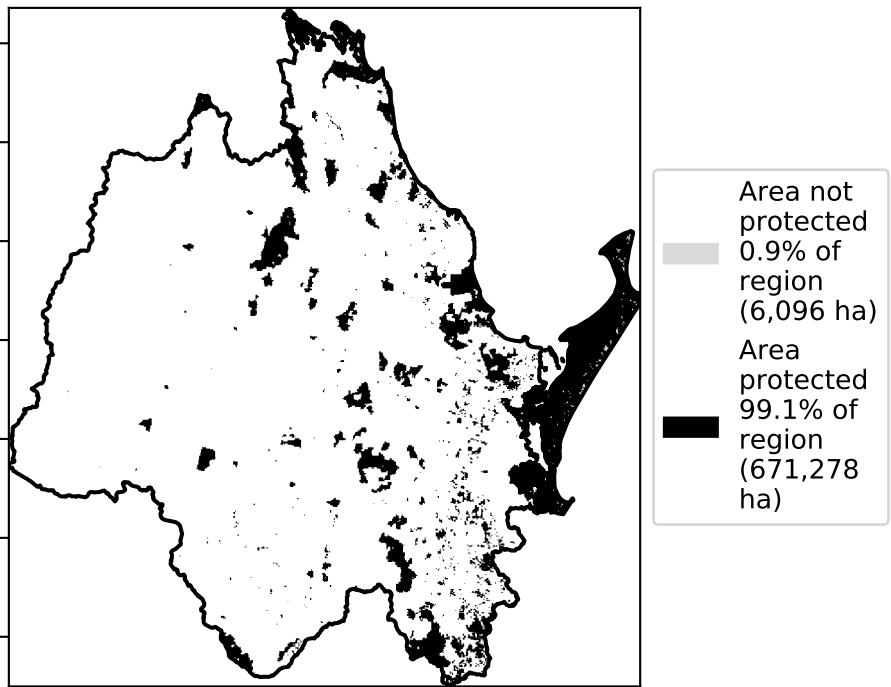 Area not
protected
0.9% of
region
(6,096 ha)
Area
protected
99.1% of
region
(671,278
ha)